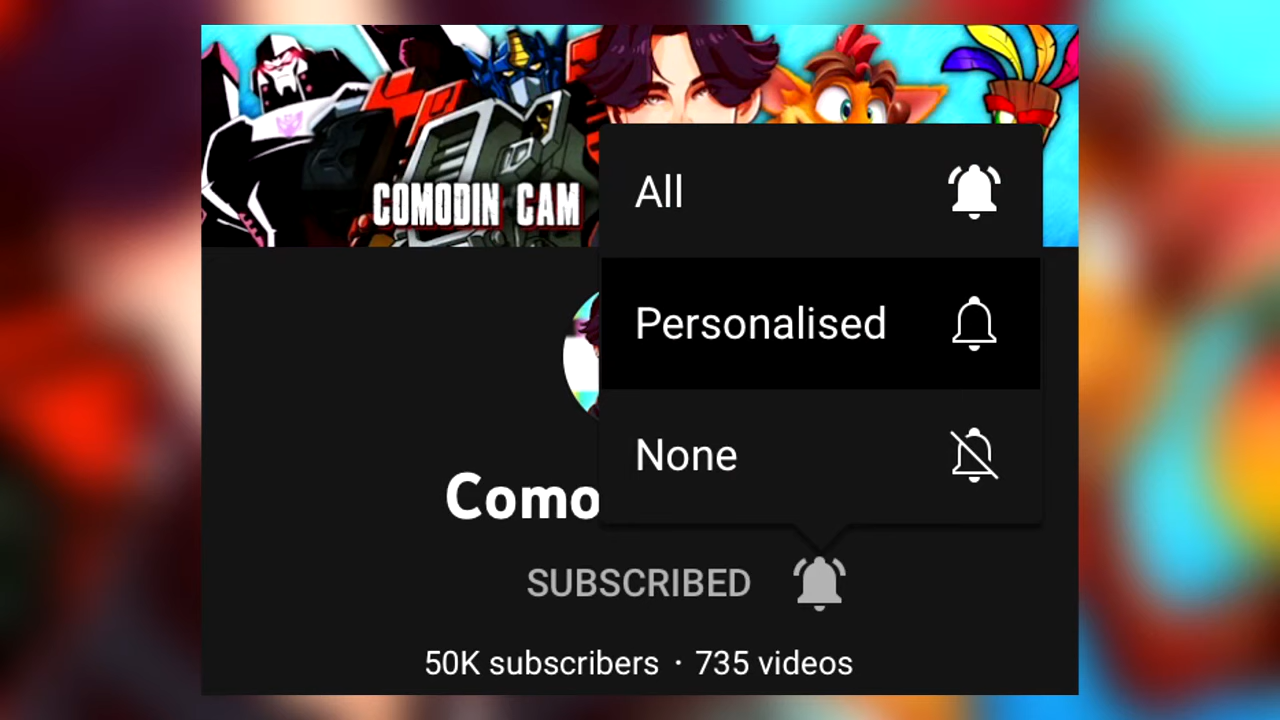 COMODIN CAM
All
Personalised
None
Como
SUBSCRIBED
50K subscribers · 735 videos